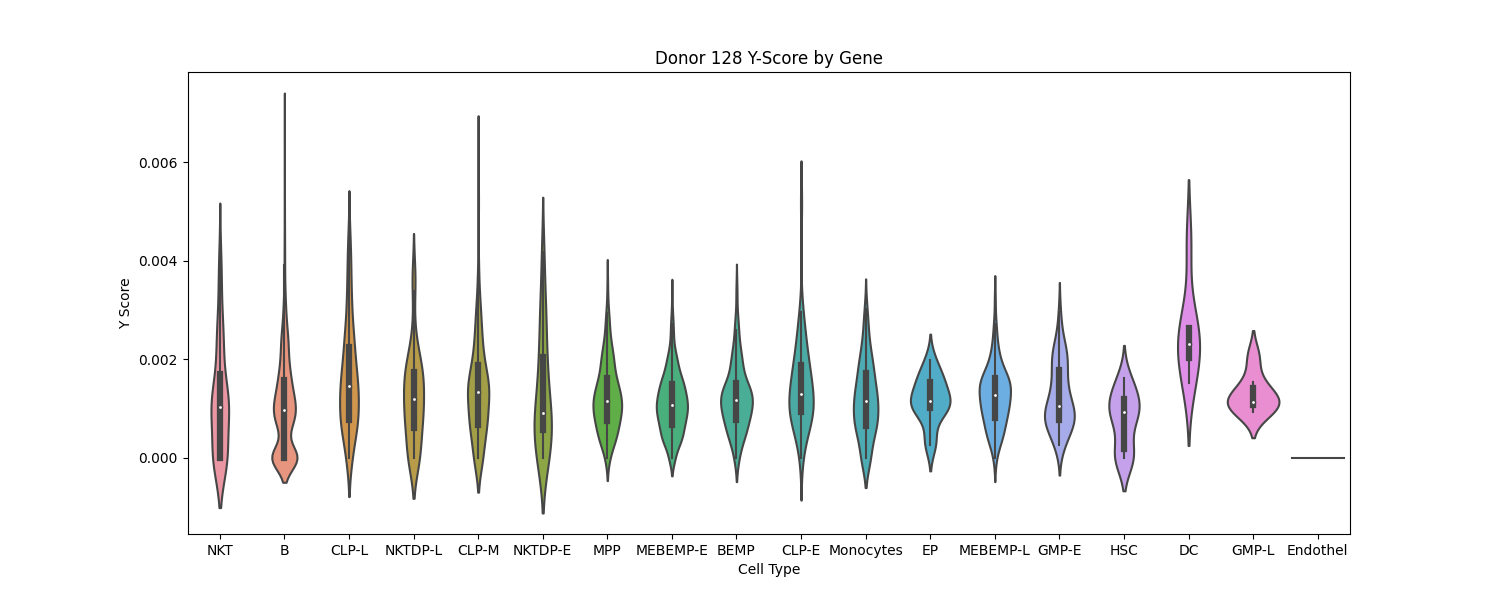 Donor 128 Y-Score by Gene
Y Score
0.006
0.004
0.002
0.000
NKT B CLP-L NKTDP-L CLP-M NKTDP-E MPP MEBEMP-E BEMP CLP-E Monocytes EP MEBEMP-L GMP-E HSC DC GMP-L Endothel
Cell Type